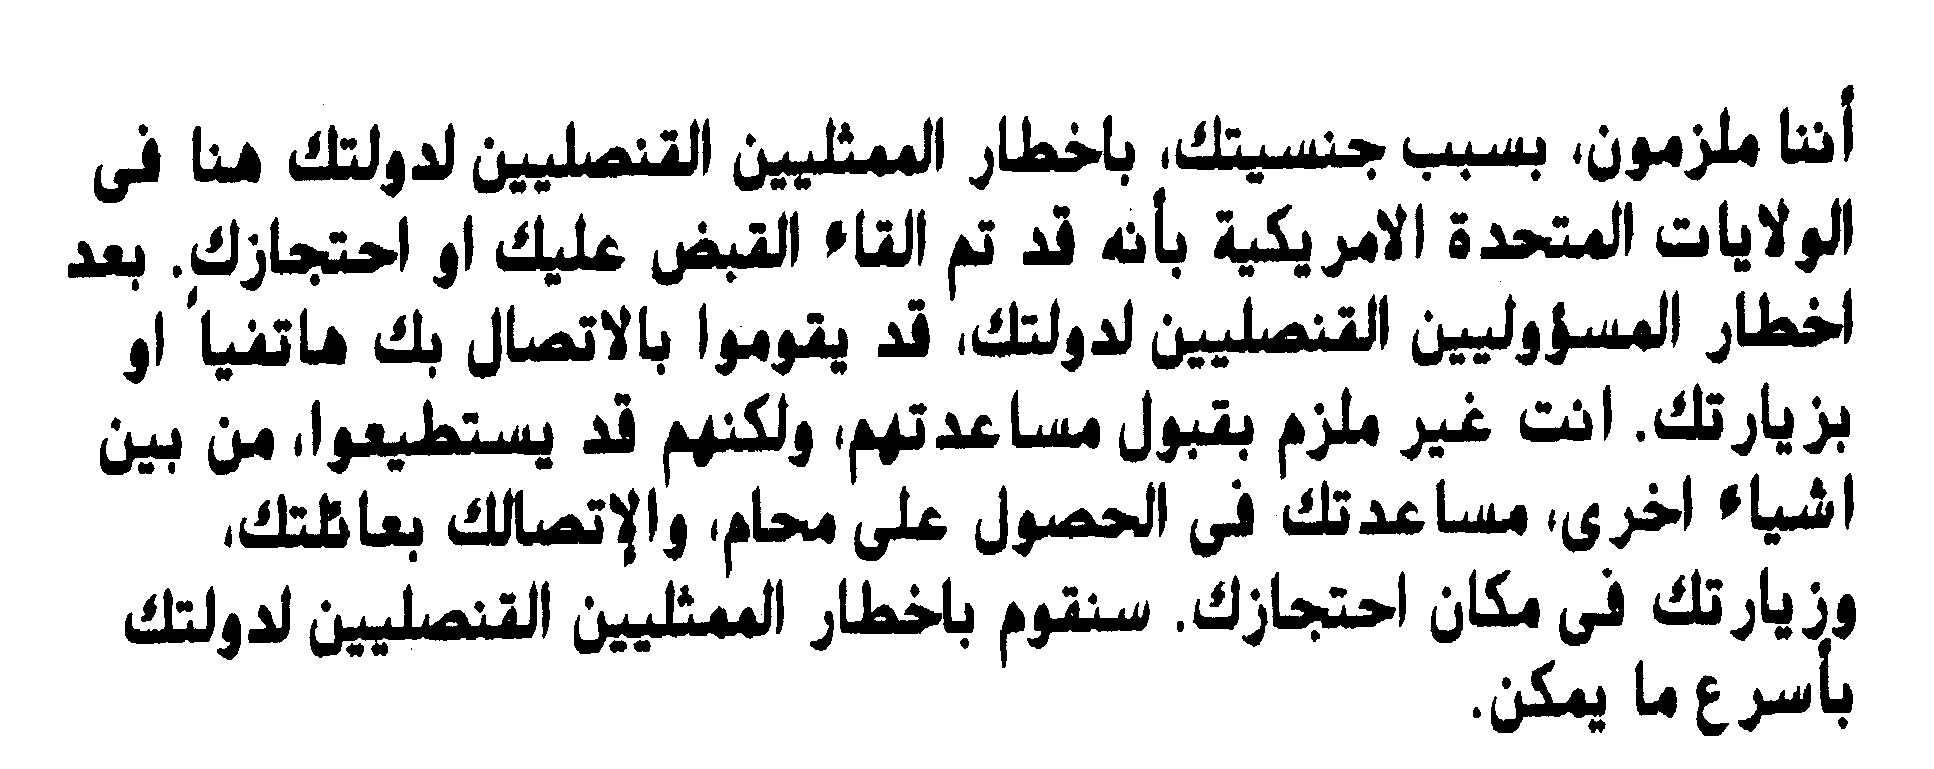 أننا ملزمون، بسبب جنسيتك، باخطار الممثليين القنصليين لدولتك هنا فى
الولايات المتحدة الامريكية بأنه قد تم القاء القبض عليك او احتجازك. بعد
اخطار المسؤوليين القنصليين لدولتك، قد يقوموا بالاتصال بك هاتفياً او
بزيارتك. انت غير ملزم بقبول مساعدتهم، ولكنهم قد يستطيعوا، من بين
اشياء اخرى، مساعدتك فى الحصول على محام، والإتصالك بعائلتك،
وزيارتك فى مكان احتجازك. سنقوم باخطار الممثليين القنصليين لدولتك
بأسرع ما يمكن.